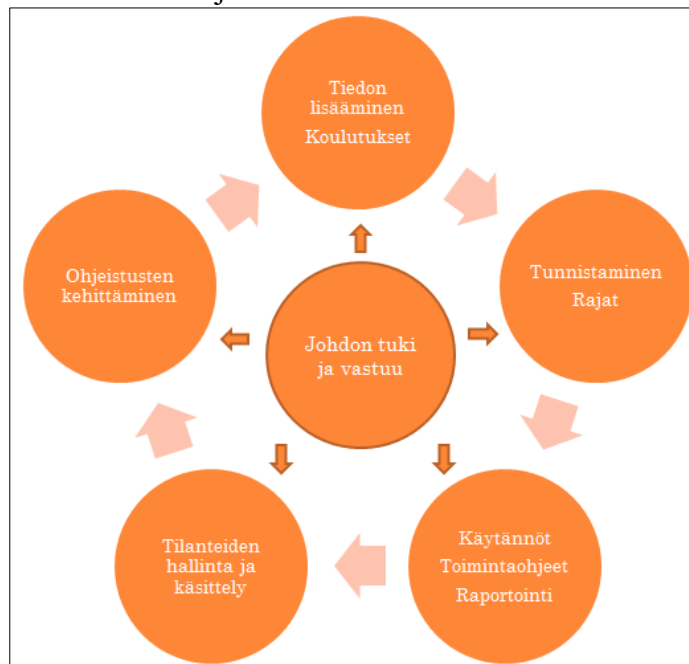 Tiedon
lisääminen
Koulutukset
Tunnistaminen
Rajat
Käytännöt
Toimintaohjeet
Raportointi
Tilanteiden
hallinta ja
käsittely
Ohjeistusten
kehittäminen
Johdon tuki
ja vastuu